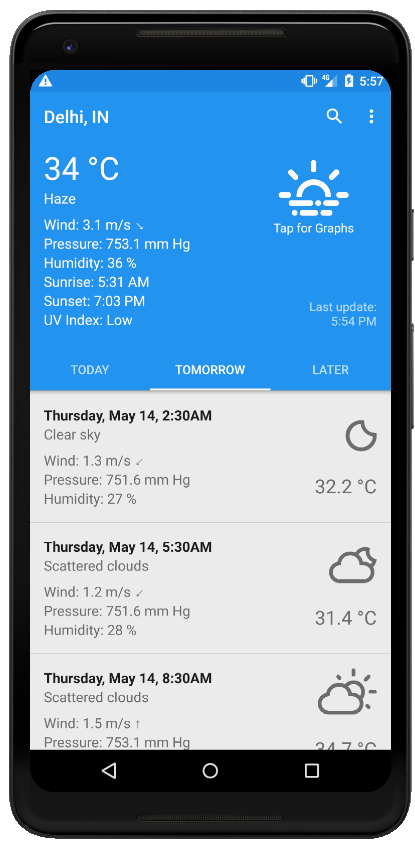 4G 5:57
Delhi, IN
34 °C
Haze
Wind: 3.1 m/s ↘
Pressure: 753.1 mm Hg
Humidity: 36 %
Sunrise: 5:31 AM
Sunset: 7:03 PM
UV Index: Low
Tap for Graphs
Last update:
5:54 PM
TODAY TOMORROW LATER
Thursday, May 14, 2:30AM
Clear sky
Wind: 1.3 m/s ↙
Pressure: 751.6 mm Hg
Humidity: 27 %
32.2 °C
Thursday, May 14, 5:30AM
Scattered clouds
Wind: 1.2 m/s ↙
Pressure: 751.6 mm Hg
Humidity: 28 %
31.4 °C
Thursday, May 14, 8:30AM
Scattered clouds
Wind: 1.5 m/s ↑
Pressure: 753.1 mm Hg
34.7 °C